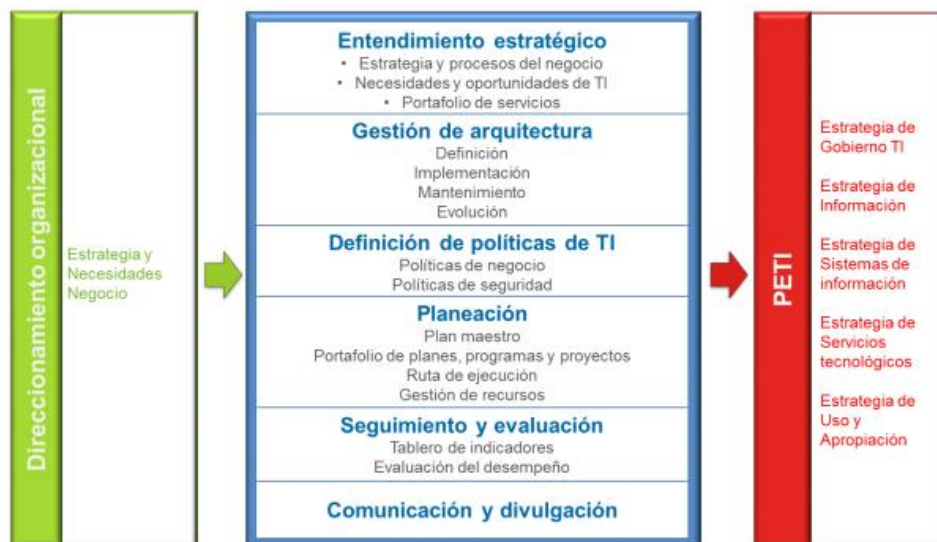 Direccionamiento organizacional
Estrategia y
Necesidades
Negocio
Entendimiento estratégico
• Estrategia y procesos del negocio
• Necesidades y oportunidades de TI
• Portafolio de servicios
Gestión de arquitectura
Definición
Implementación
Mantenimiento
Evolución
Definición de políticas de TI
Políticas de negocio
Políticas de seguridad
Planeación
Plan maestro
Portafolio de planes, programas y proyectos
Ruta de ejecución
Gestión de recursos
Seguimiento y evaluación
Tablero de indicadores
Evaluación del desempeño
Comunicación y divulgación
PETI
Estrategia de
Gobierno TI
Estrategia de
Información
Estrategia de
Sistemas de
información
Estrategia de
Servicios
tecnológicos
Estrategia de
Uso y
Apropiación